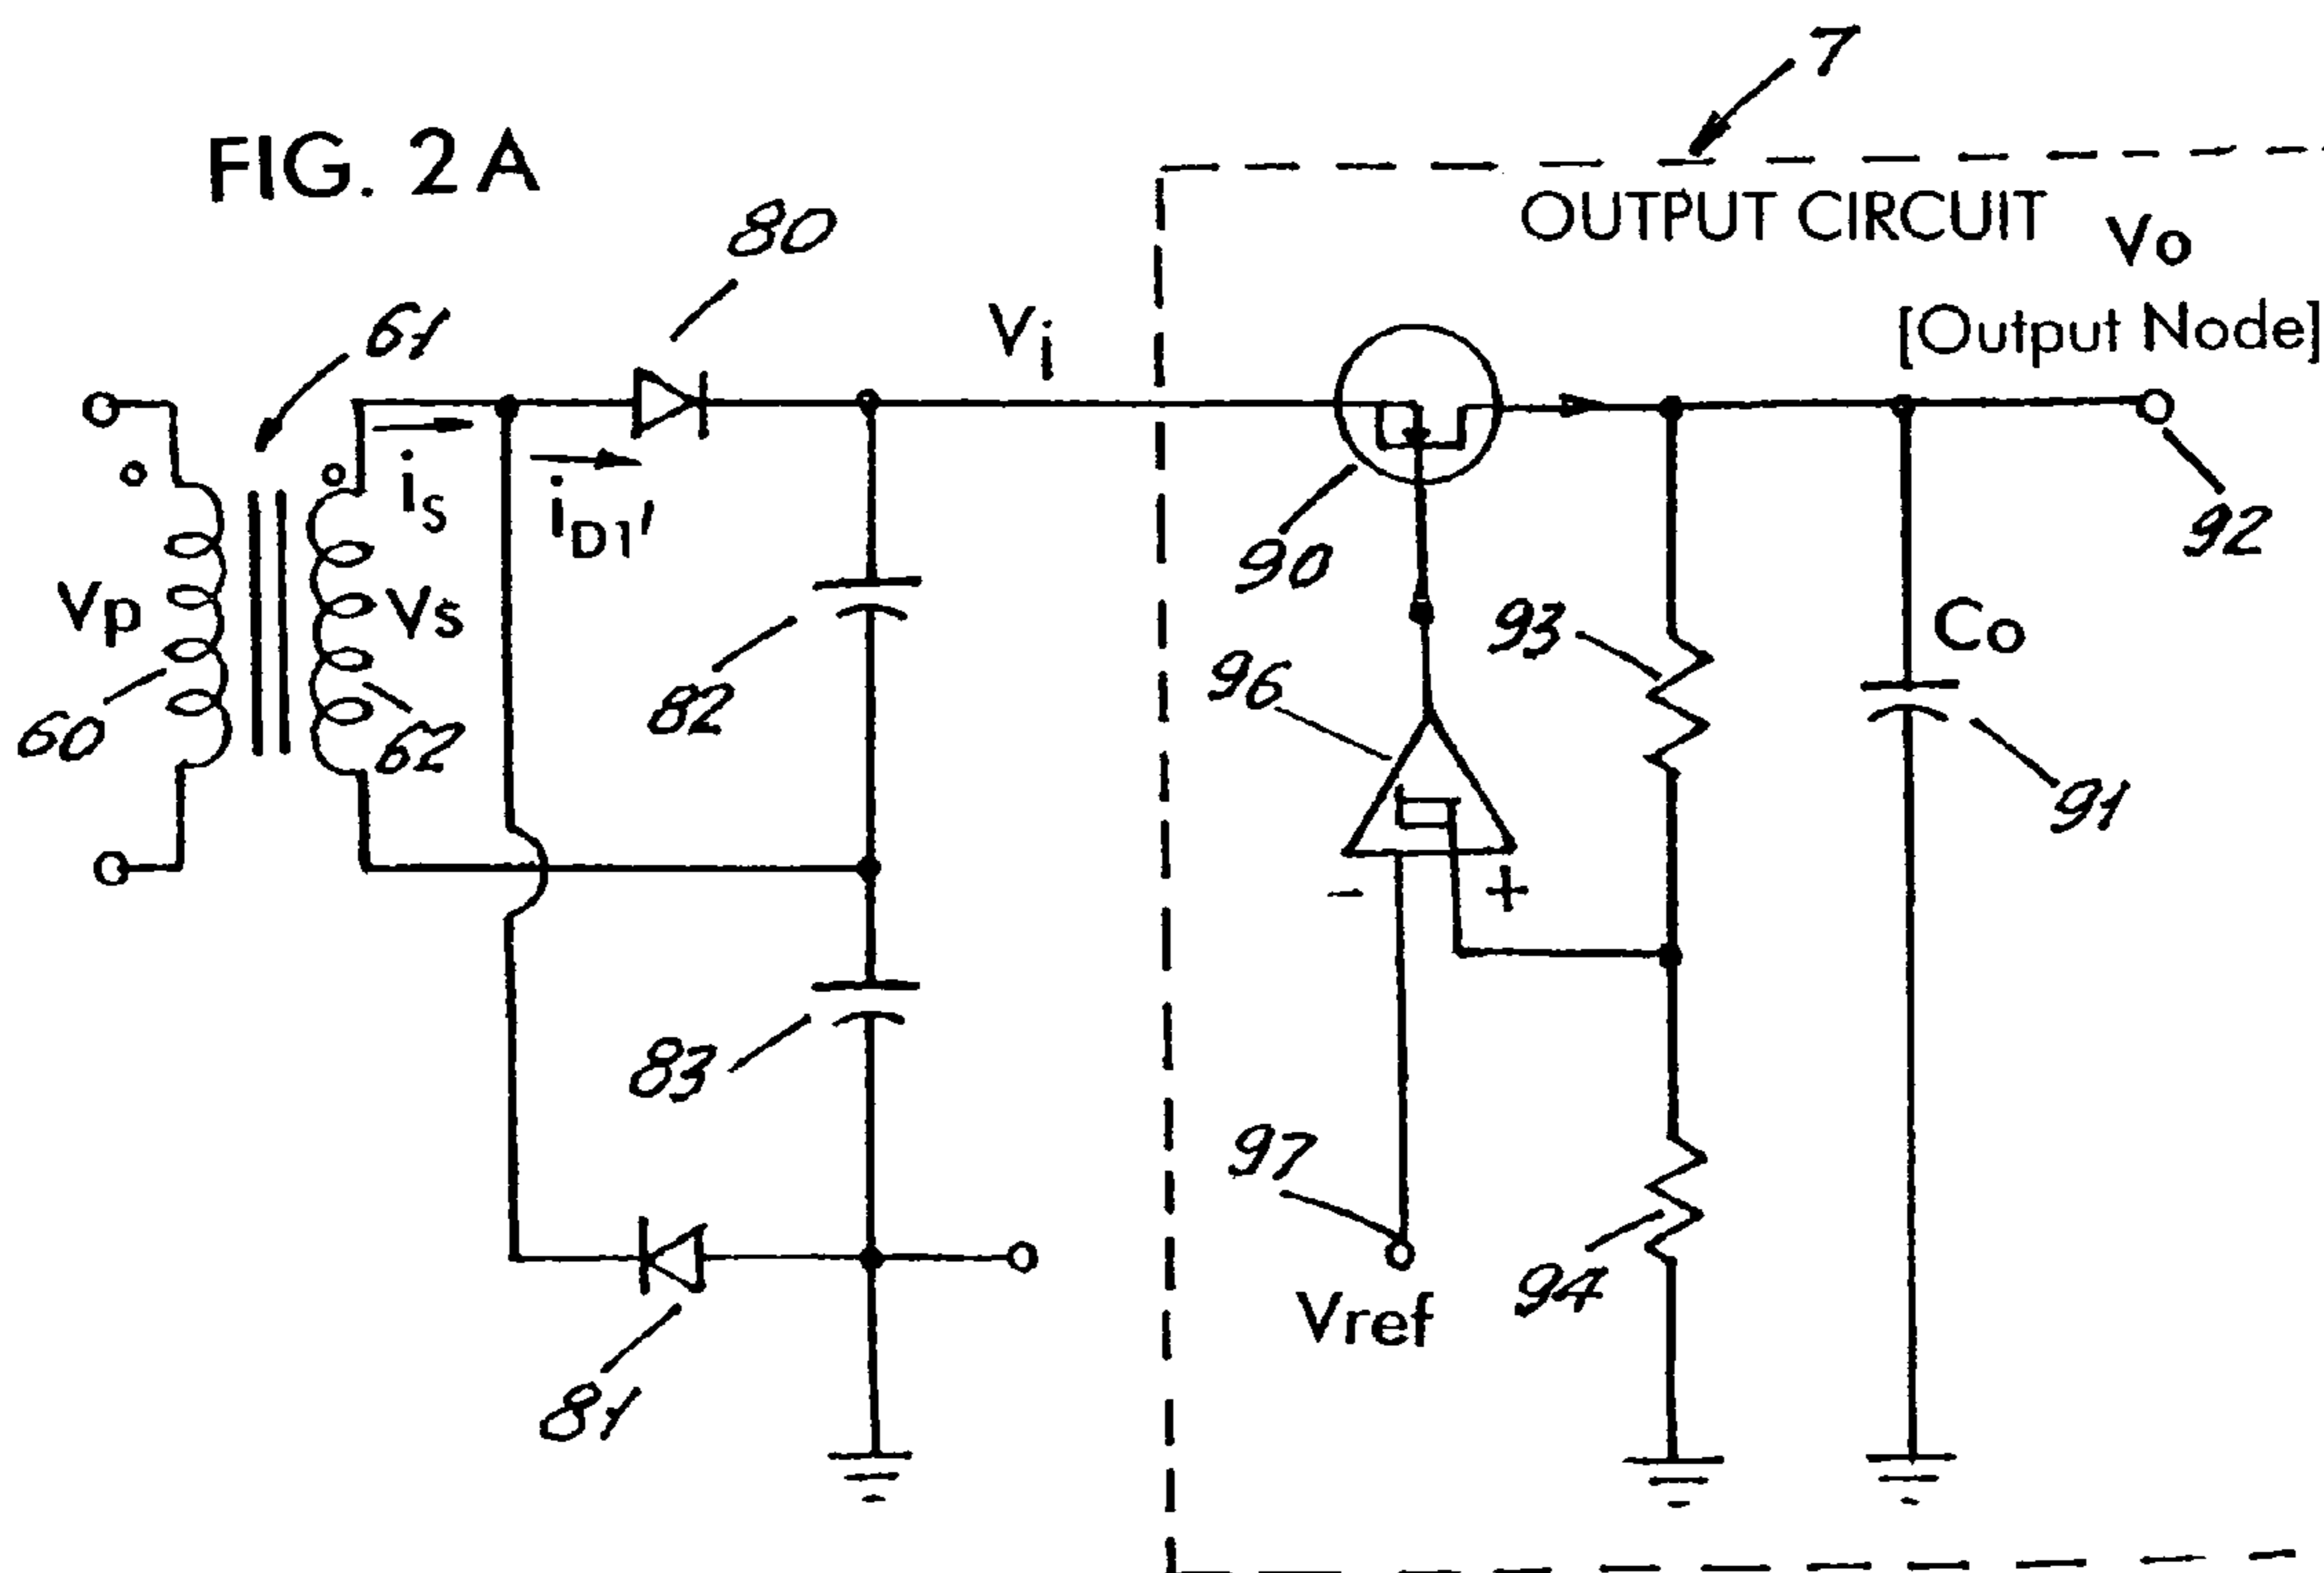 7
FIG. 2A
OUTPUT CIRCUIT
Vo
[Output Node]
80
61
Vi
iS
iD1'
90
92
Vp
Vs
60
62
82
96
93
Co
91
- +
83
97
Vref
94
81